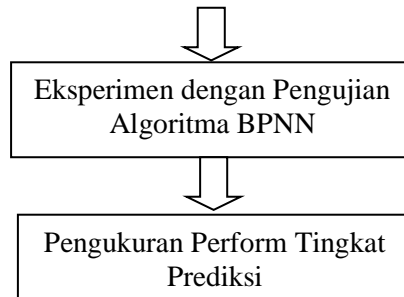 Eksperimen dengan Pengujian
Algoritma BPNN
Pengukuran Perform Tingkat
Prediksi